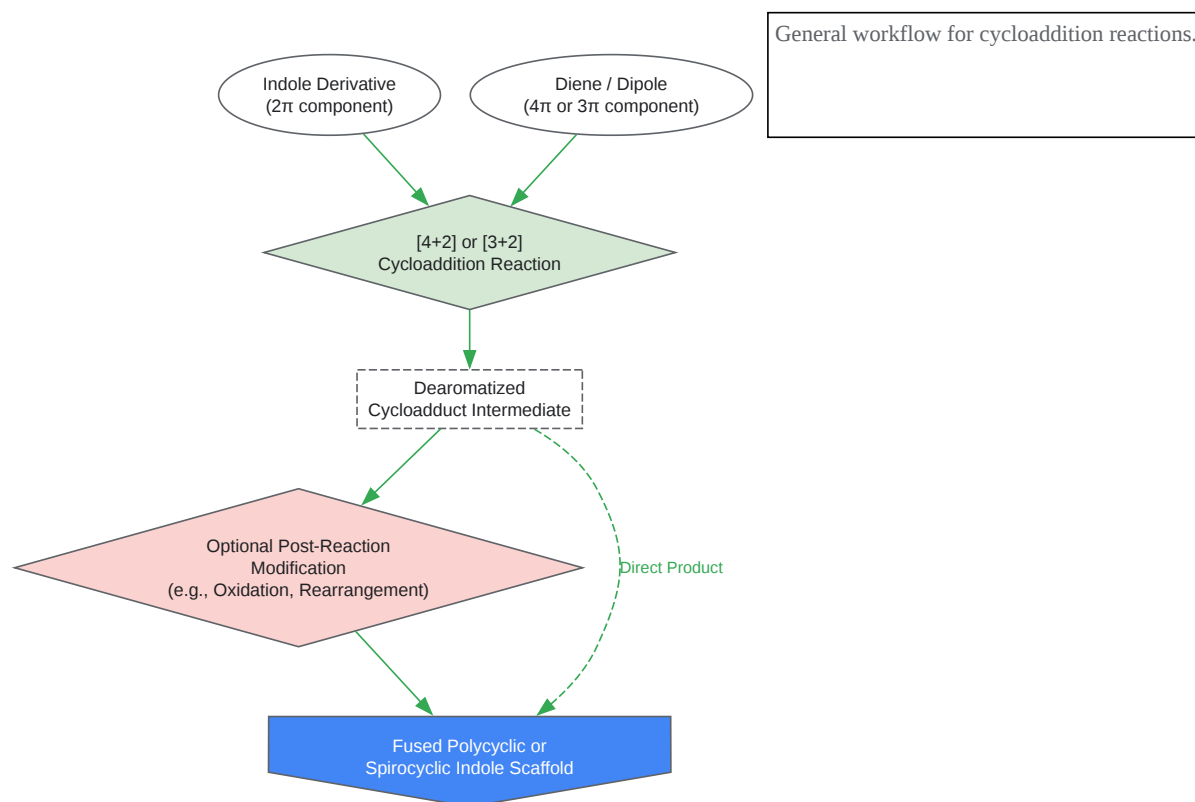 General workflow for cycloaddition reactions.
Indole Derivative
(2π component)
Diene / Dipole
(4π or 3π component)
[4+2] or [3+2]
Cycloaddition Reaction
Dearomatized
Cycloadduct Intermediate
Optional Post-Reaction
Modification
(e.g., Oxidation, Rearrangement)
Direct Product
Fused Polycyclic or
Spirocyclic Indole Scaffold